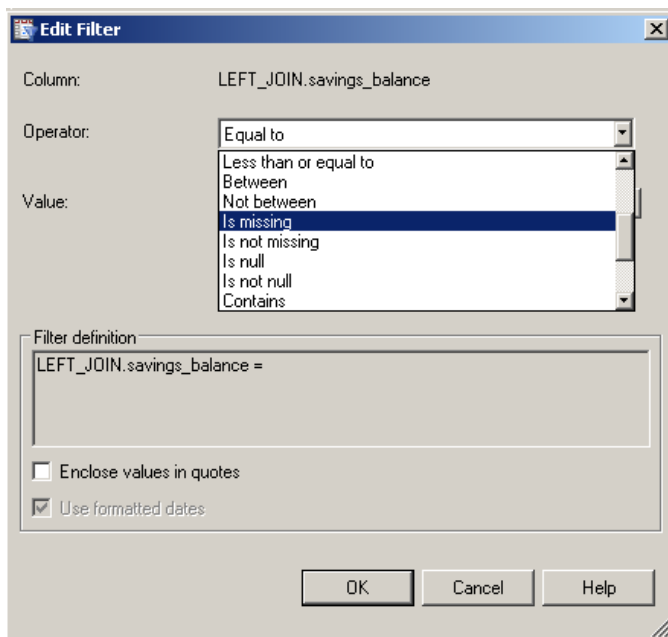 Edit Filter
Column: LEFT_JOIN.savings_balance
Operator: Equal to
Less than or equal to
Between
Not between
Value:
Is missing
Is not missing
Is null
Is not null
Contains
Filter definition
LEFT_JOIN.savings_balance =
Enclose values in quotes
Use formatted dates
OK Cancel Help